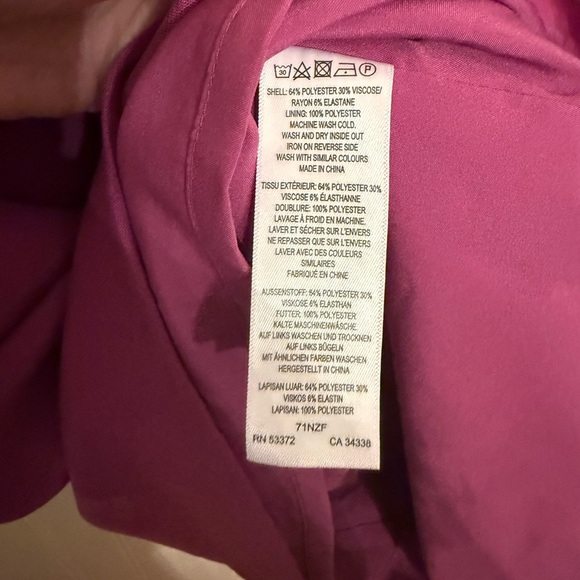 30 P
SHELL: 64% POLYESTER 30% VISCOSE/
RAYON 6% ELASTANE
LINING: 100% POLYESTER
MACHINE WASH COLD.
WASH AND DRY INSIDE OUT
IRON ON REVERSE SIDE
WASH WITH SIMILAR COLOURS
MADE IN CHINA
TISSU EXTÉRIEUR: 64% POLYESTER 30%
VISCOSE 6% ÉLASTHANNE
DOUBLURE: 100% POLYESTER
LAVAGE À FROID EN MACHINE.
LAVER ET SÉCHER SUR L'ENVERS
NE REPASSER QUE SUR L'ENVERS
LAVER AVEC DES COULEURS
SIMILAIRES
FABRIQUÉ EN CHINE
AUSSENSTOFF: 64% POLYESTER 30%
VISKOSE 6% ELASTHAN
FUTTER: 100% POLYESTER
KALTE MASCHINENWÄSCHE
AUF LINKS WASCHEN UND TROCKNEN
AUF LINKS BÜGELN
MIT ÄHNLICHEN FARBEN WASCHEN
HERGESTELLT IN CHINA
LAPISAN LUAR: 64% POLYESTER 30%
VISKOS 6% ELASTIN
LAPISAN: 100% POLYESTER
71NZF
RN 53372 CA 34338